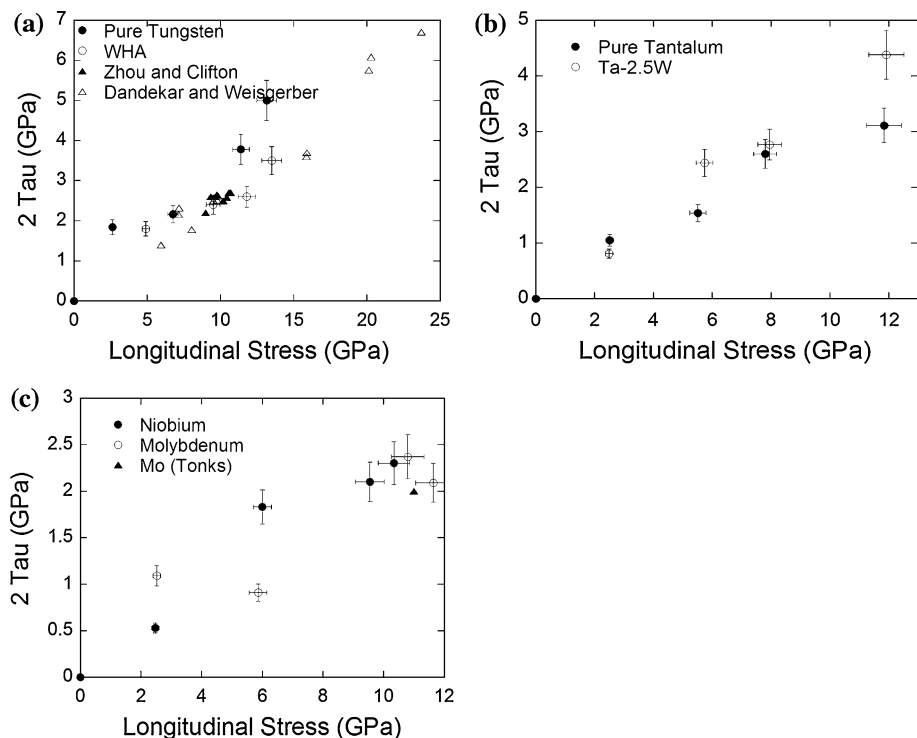 (a)
Pure Tungsten
WHA
Zhou and Clifton
Dandekar and Weisgerber
7
6
5
4
3
2
1
0
2 Tau (GPa)
0 5 10 15 20 25
Longitudinal Stress (GPa)
(b)
Pure Tantalum
Ta-2.5W
5
4
3
2
1
0
2 Tau (GPa)
0 2 4 6 8 10 12
Longitudinal Stress (GPa)
(c)
Niobium
Molybdenum
Mo (Tonks)
3
2.5
2
1.5
1
0.5
0
2 Tau (GPa)
0 2 4 6 8 10 12
Longitudinal Stress (GPa)